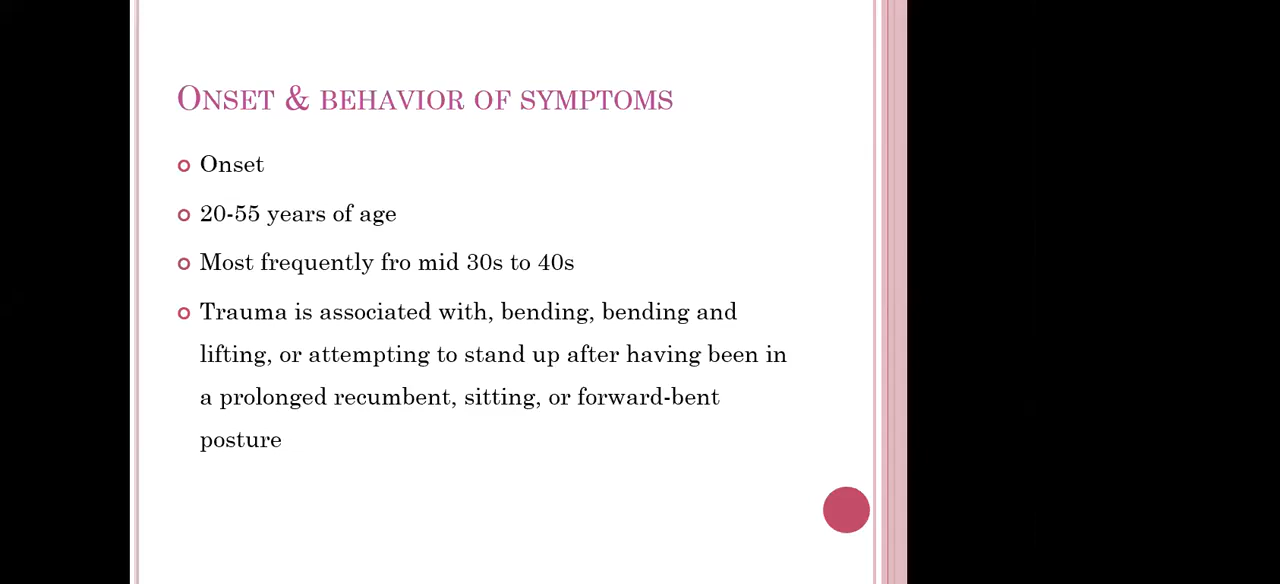 ONSET & BEHAVIOR OF SYMPTOMS
Onset
20-55 years of age
Most frequently fro mid 30s to 40s
Trauma is associated with, bending, bending and
lifting, or attempting to stand up after having been in
a prolonged recumbent, sitting, or forward-bent
posture